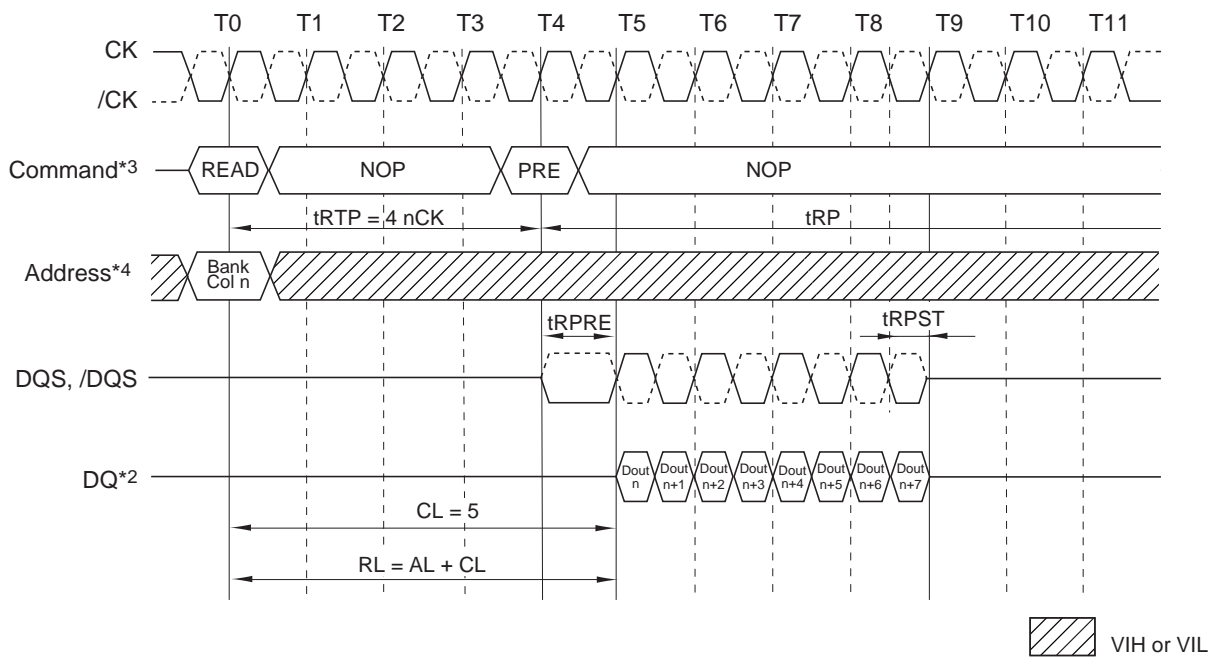 T0 T1 T2 T3 T4 T5 T6 T7 T8 T9 T10 T11
CK
/CK
Command*3 READ NOP PRE NOP
tRTP = 4 nCK tRP
Address*4 Bank Col n
tRPRE tRPST
DQS, /DQS
DQ*2 Dout n Dout n+1 Dout n+2 Dout n+3 Dout n+4 Dout n+5 Dout n+6 Dout n+7
CL = 5
RL = AL + CL
VIH or VIL